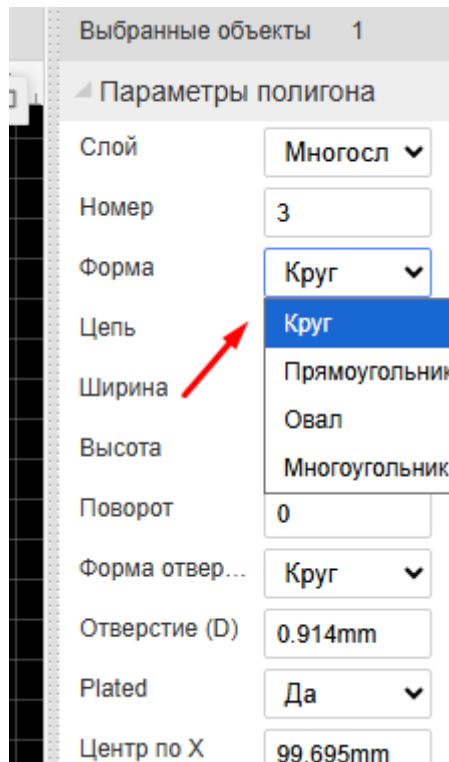 Выбранные объекты 1
Параметры полигона
Слой Многосл
Номер 3
Форма Круг
Цепь Круг
Ширина Прямоугольник
Овал
Высота Многоугольник
Поворот 0
Форма отвер... Круг
Отверстие (D) 0.914mm
Plated Да
Центр по X 99.695mm